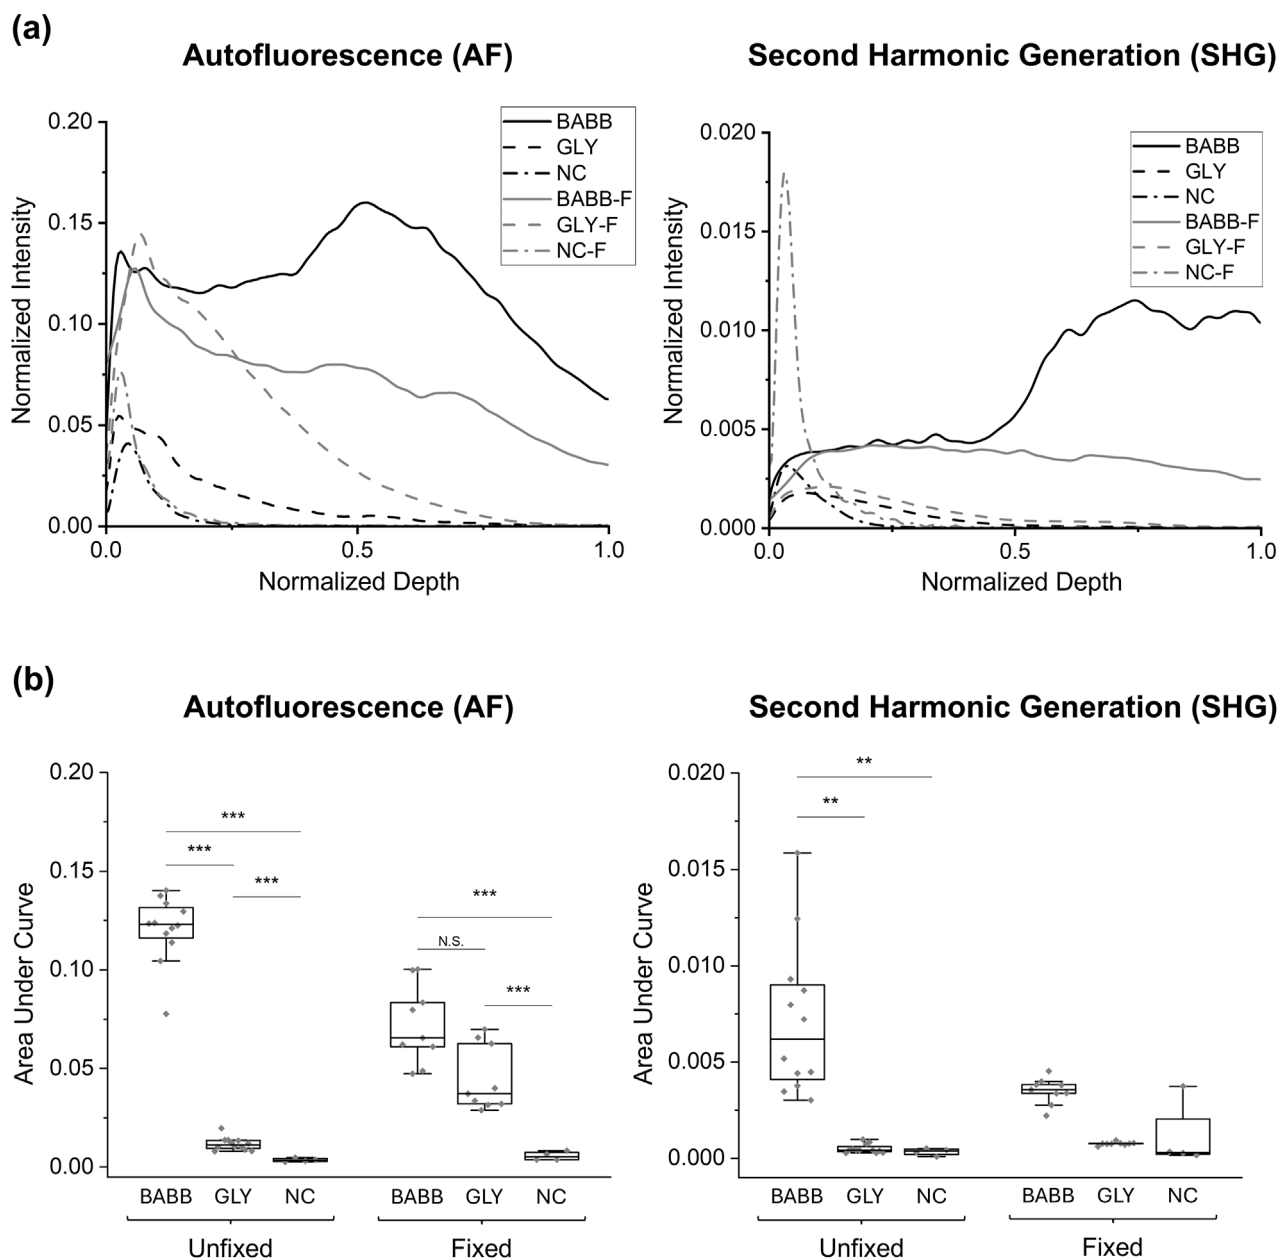 (a)
Autofluorescence (AF)
Second Harmonic Generation (SHG)
0.20
0.15
0.10
0.05
0.00
Normalized Intensity
BABB
GLY
NC
BABB-F
GLY-F
NC-F
0.0
0.5
1.0
Normalized Depth
0.020
0.015
0.010
0.005
0.000
Normalized Intensity
BABB
GLY
NC
BABB-F
GLY-F
NC-F
0.0
0.5
1.0
Normalized Depth
(b)
Autofluorescence (AF)
Second Harmonic Generation (SHG)
0.20
0.15
0.10
0.05
0.00
Area Under Curve
***
***
***
***
N.S.
***
BABB GLY NC
BABB GLY NC
Unfixed
Fixed
0.020
0.015
0.010
0.005
0.000
Area Under Curve
**
**
BABB GLY NC
BABB GLY NC
Unfixed
Fixed